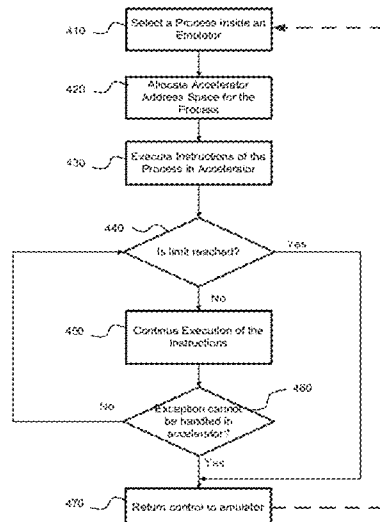 410
Select a Process inside an
Emulator
420
Allocate Accelerator
Address Space for the
Process
430
Execute Instructions of the
Process in Accelerator
440
Is limit reached?
Yes
No
450
Continue Execution of the
Instructions
460
No
Exception cannot
be handled in
accelerator?
Yes
470
Return control to emulator